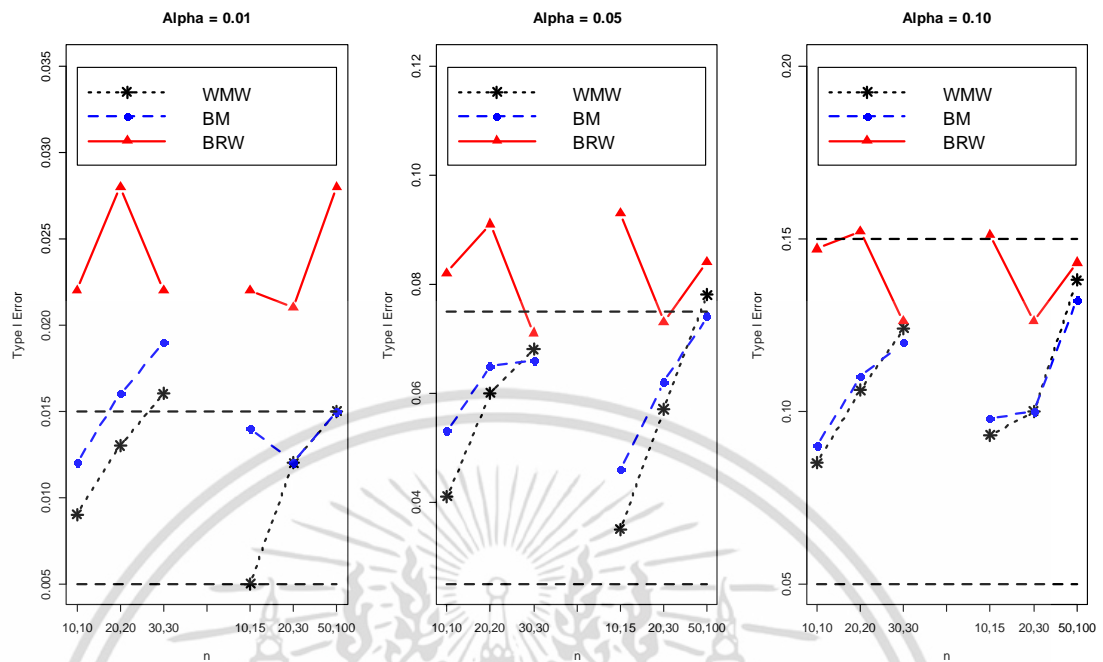 Alpha = 0.01
Type I Error
0.035
0.030
0.025
0.020
0.015
0.010
0.005
WMW
BM
BRW
10,10 20,20 30,30 10,15 20,30 50,100
n
Alpha = 0.05
Type I Error
0.12
0.10
0.08
0.06
0.04
WMW
BM
BRW
10,10 20,20 30,30 10,15 20,30 50,100
n
Alpha = 0.10
Type I Error
0.20
0.15
0.10
0.05
WMW
BM
BRW
10,10 20,20 30,30 10,15 20,30 50,100
n